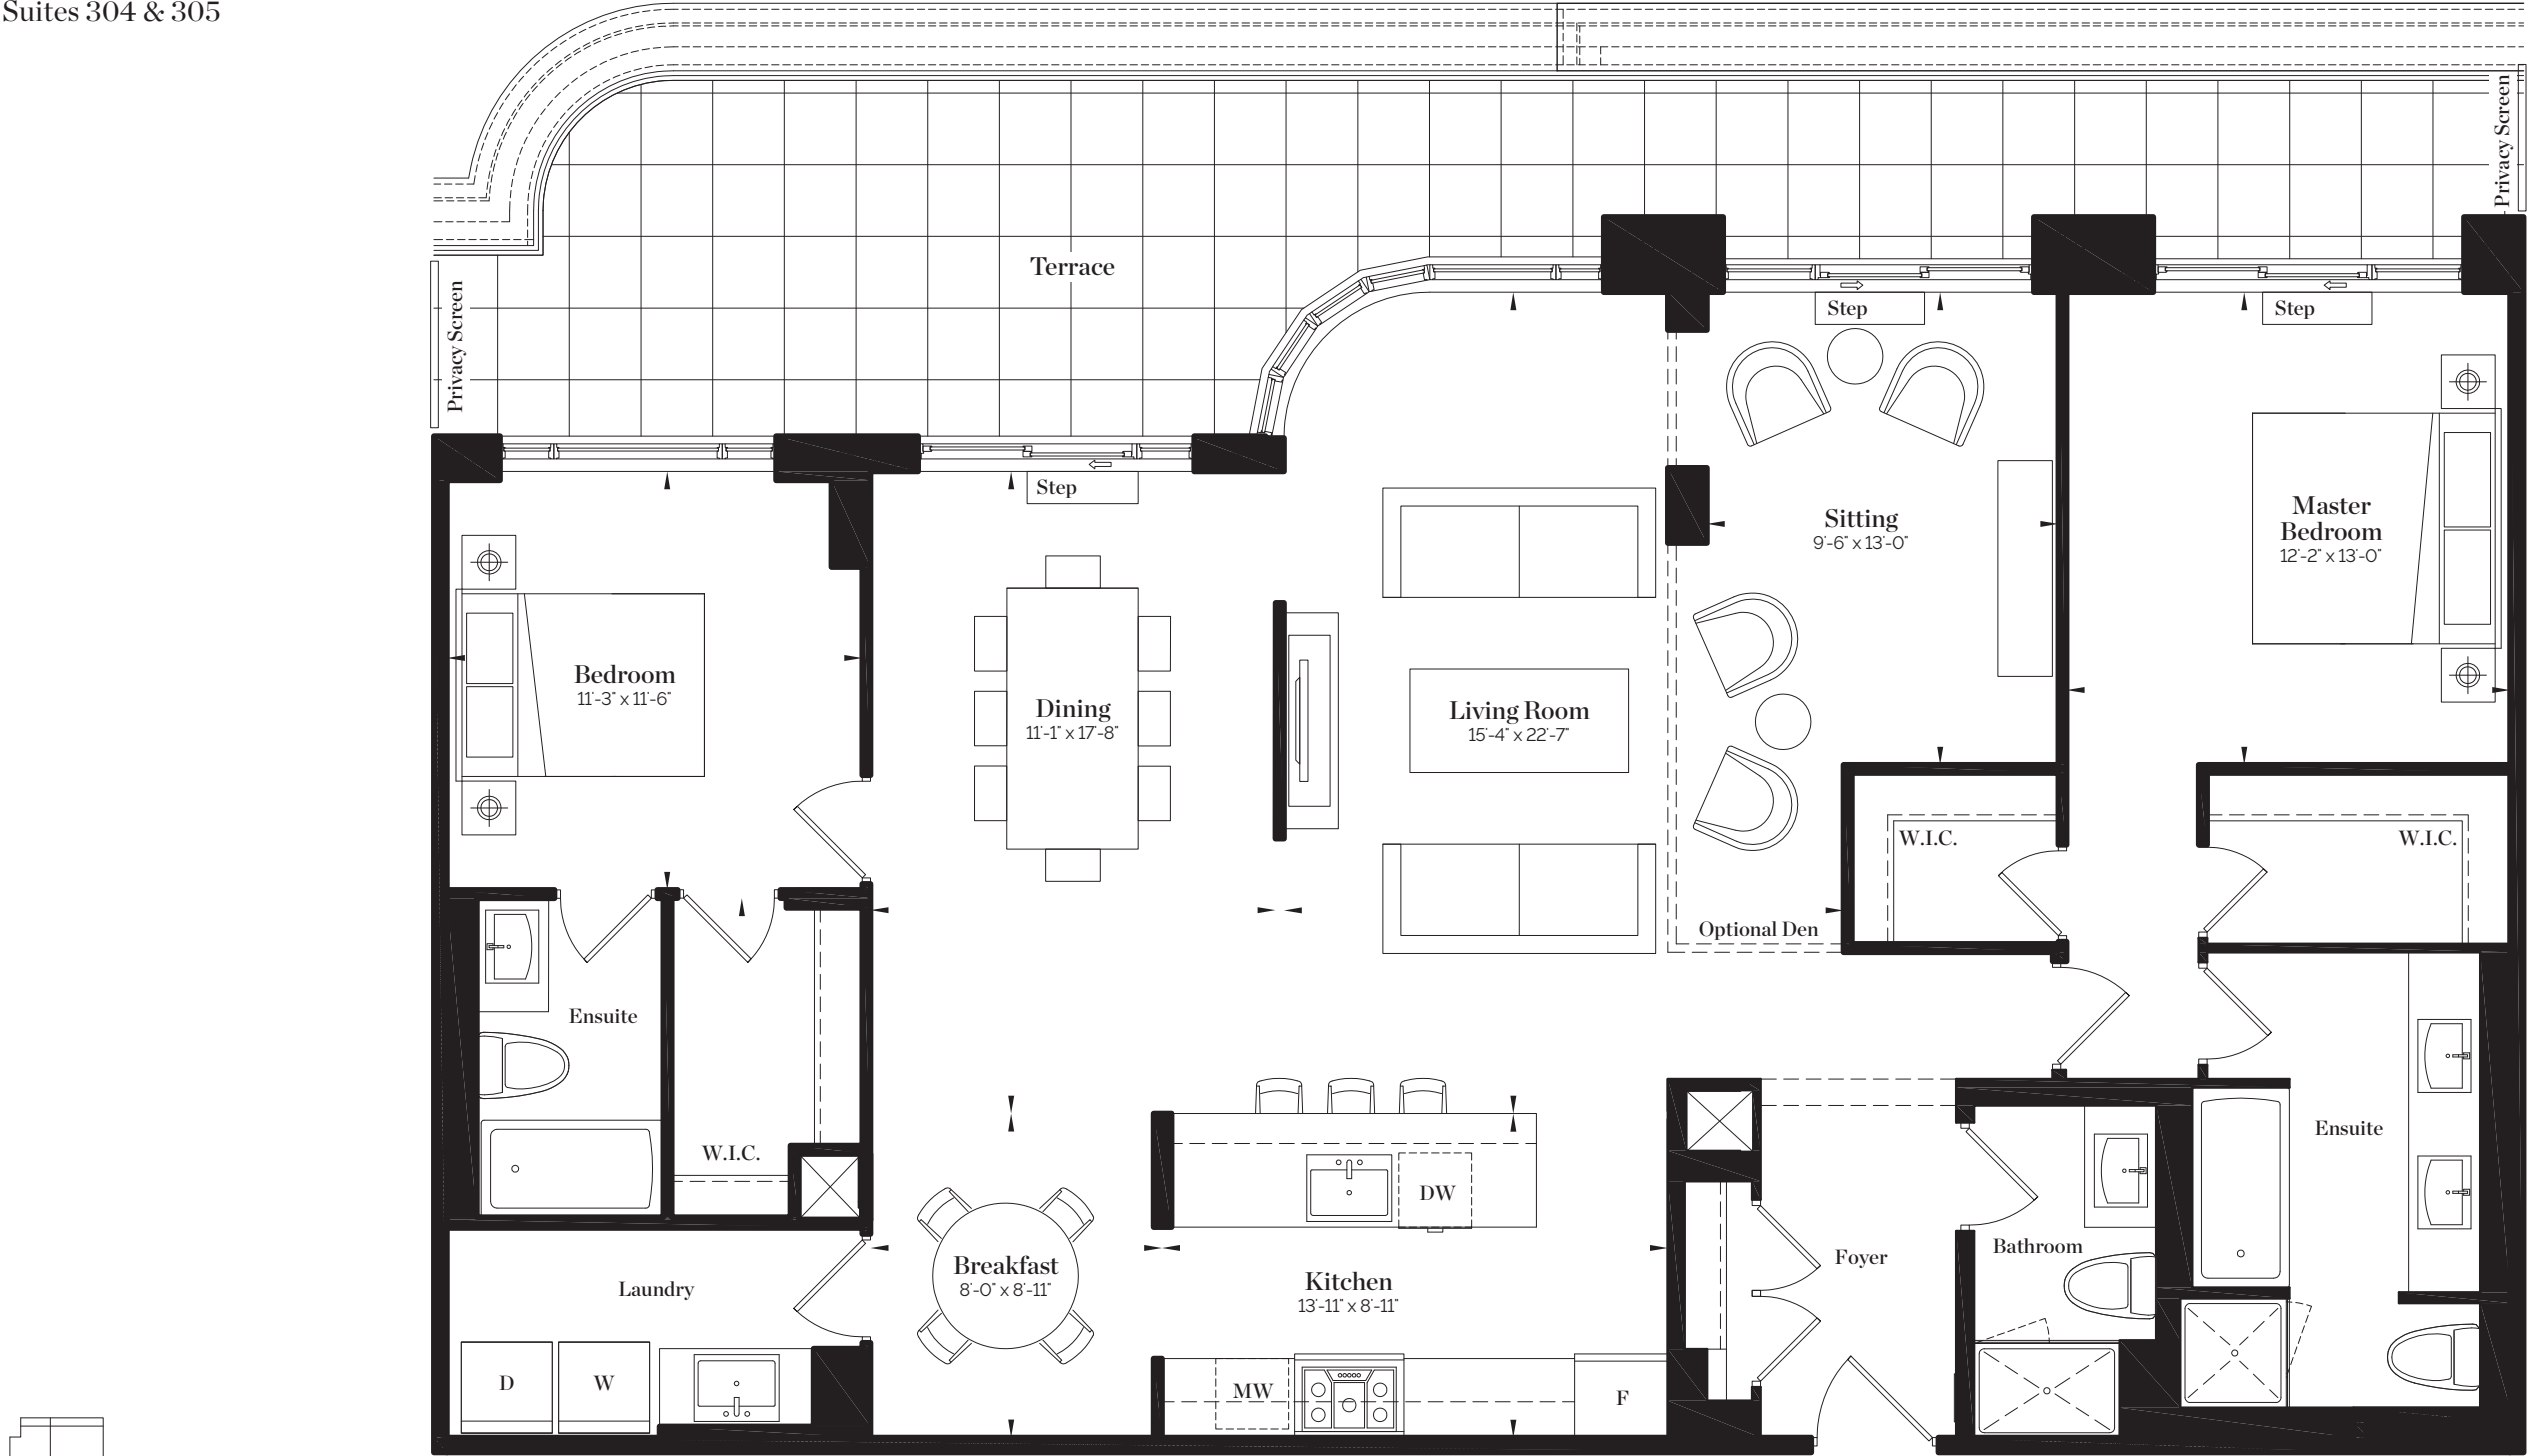 Suites 304 & 305
Privacy Screen
Terrace
Privacy Screen
Step
Step
Step
Master
Bedroom
12'-2" x 13'-0"
Sitting
9'-6" x 13'-0"
Bedroom
11'-3" x 11'-6"
Dining
11'-1" x 17'-8"
Living Room
15'-4" x 22'-7"
W.I.C.
W.I.C.
Optional Den
Ensuite
Ensuite
W.I.C.
DW
Bathroom
Foyer
Breakfast
8'-0" x 8'-11"
Kitchen
13'-11" x 8'-11"
Laundry
D
W
MW
F